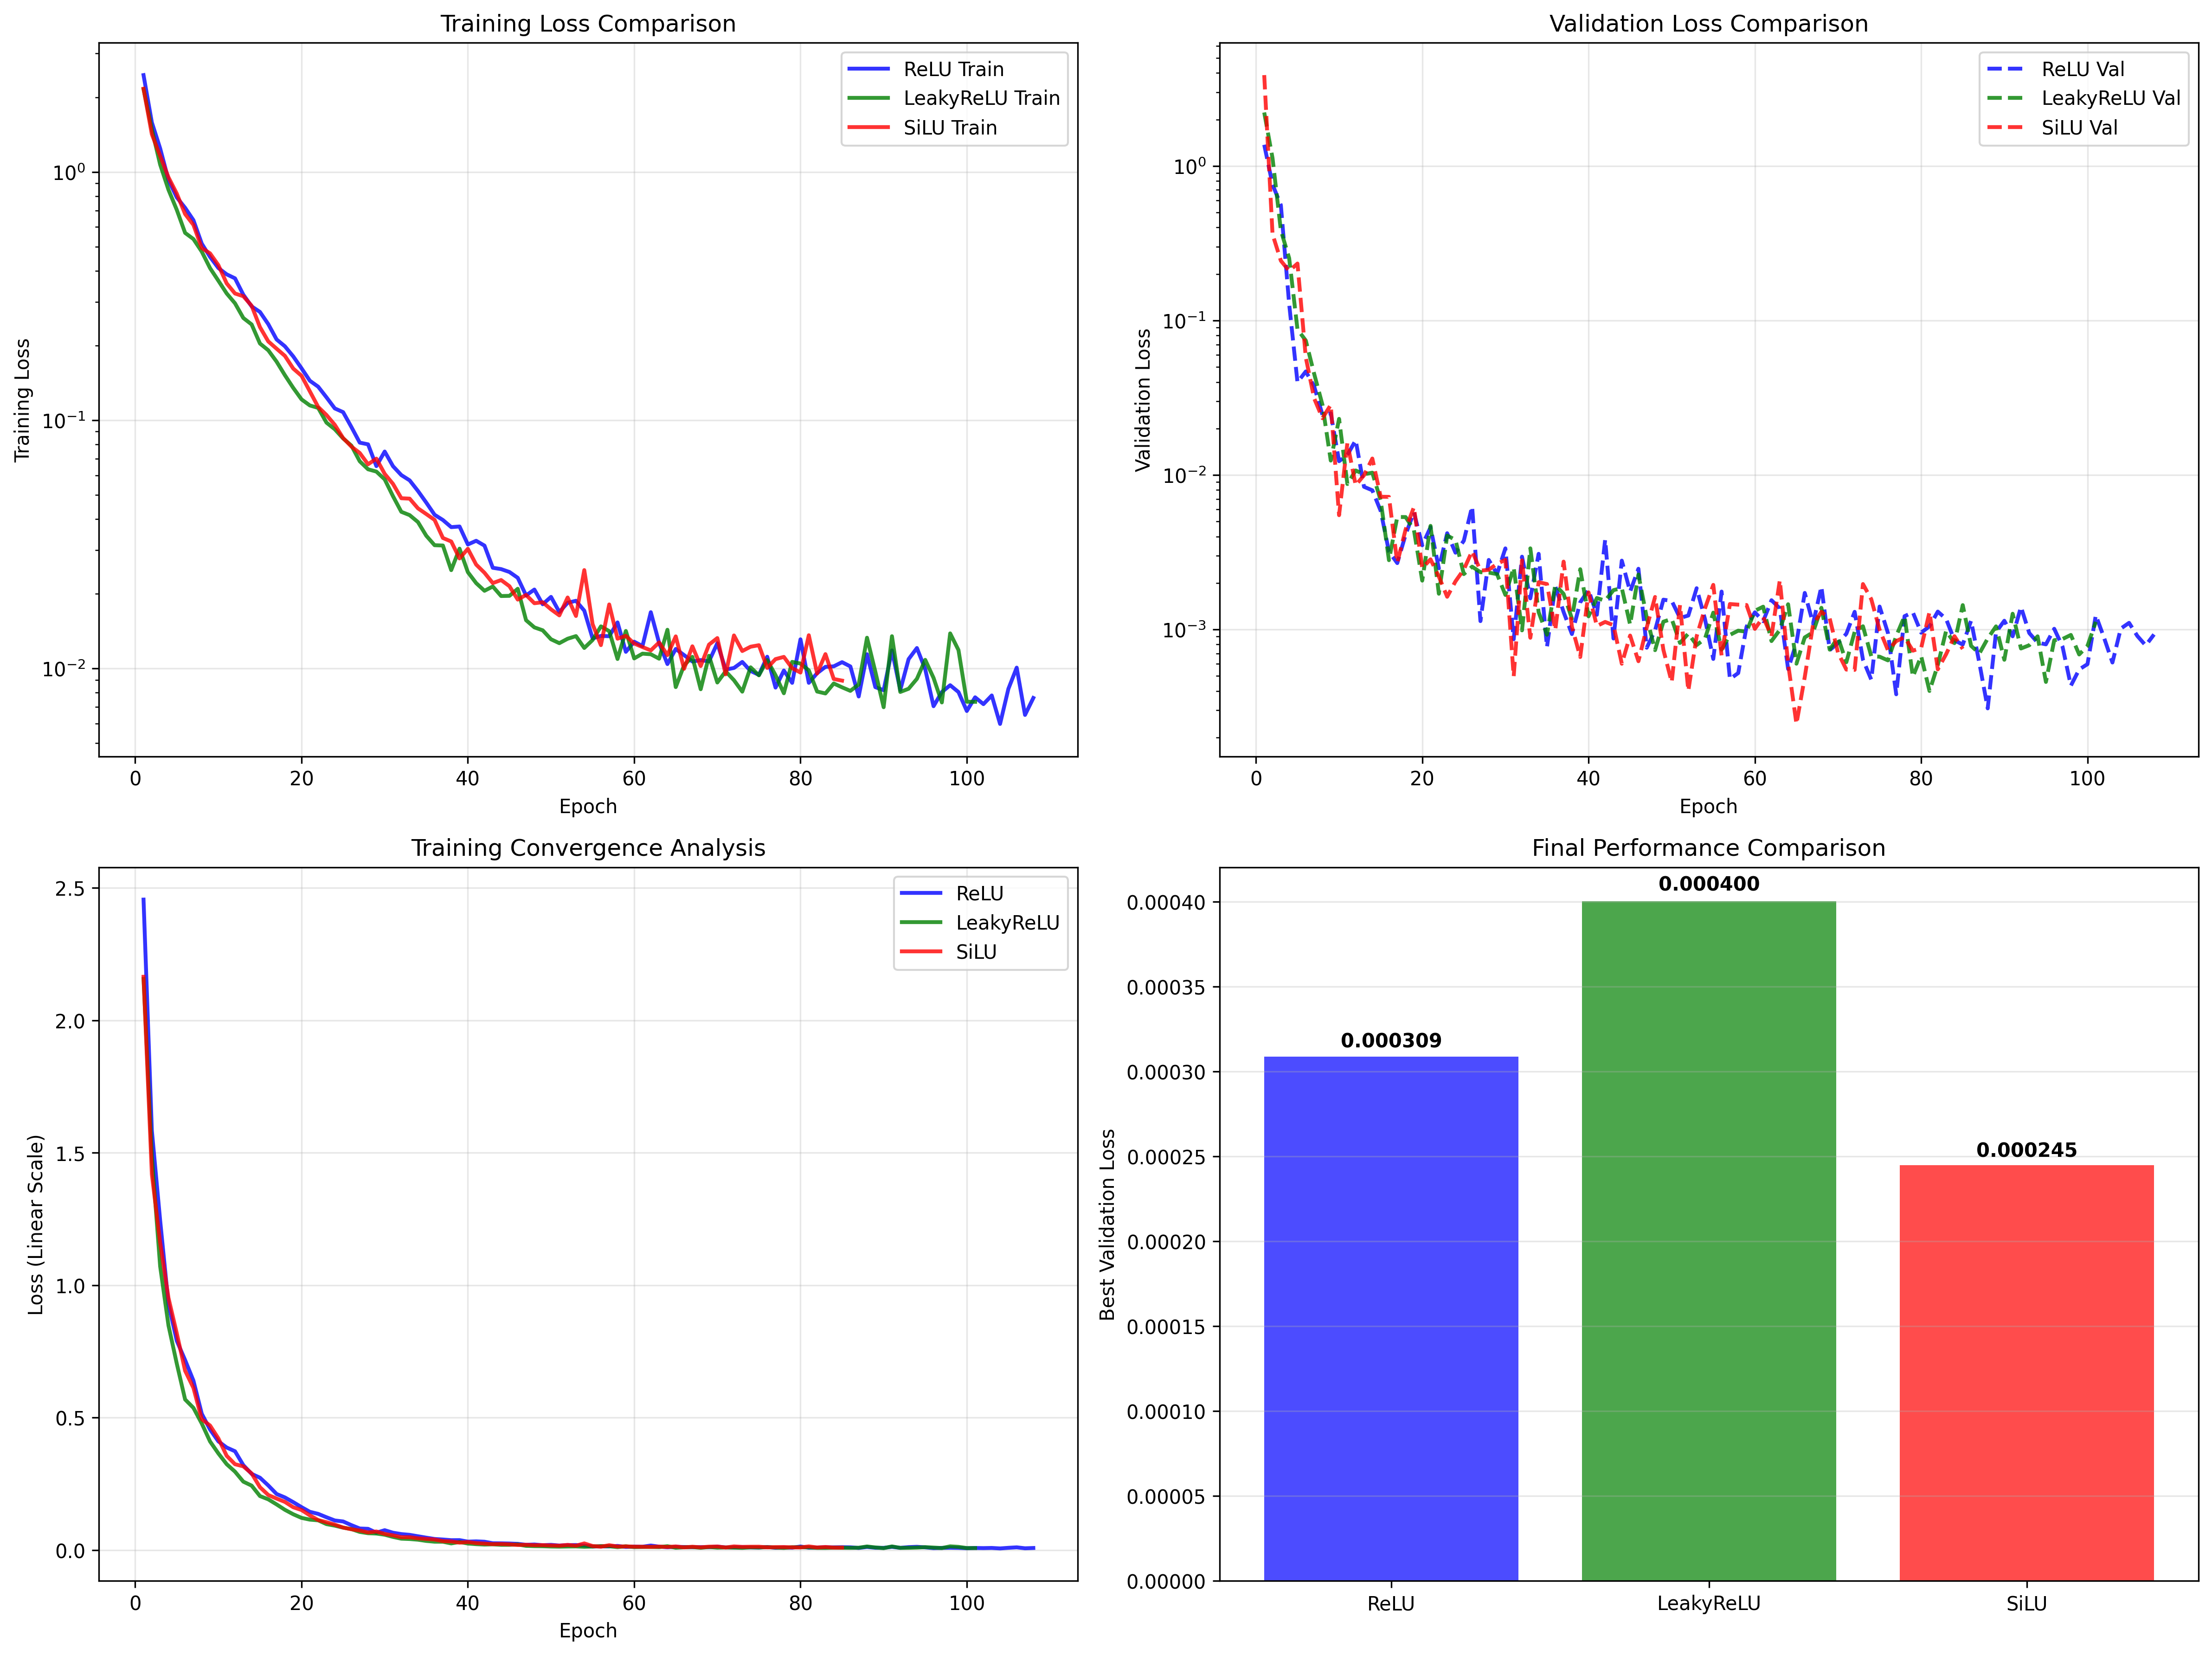 Training Loss Comparison
Training Loss
10⁰
10⁻¹
10⁻²
0 20 40 60 80 100
Epoch
ReLU Train
LeakyReLU Train
SiLU Train
Validation Loss Comparison
Validation Loss
10⁰
10⁻¹
10⁻²
10⁻³
0 20 40 60 80 100
Epoch
ReLU Val
LeakyReLU Val
SiLU Val
Training Convergence Analysis
Loss (Linear Scale)
2.5
2.0
1.5
1.0
0.5
0.0
0 20 40 60 80 100
Epoch
ReLU
LeakyReLU
SiLU
Final Performance Comparison
Best Validation Loss
0.00040
0.00035
0.00030
0.00025
0.00020
0.00015
0.00010
0.00005
0.00000
0.000309
0.000400
0.000245
ReLU LeakyReLU SiLU